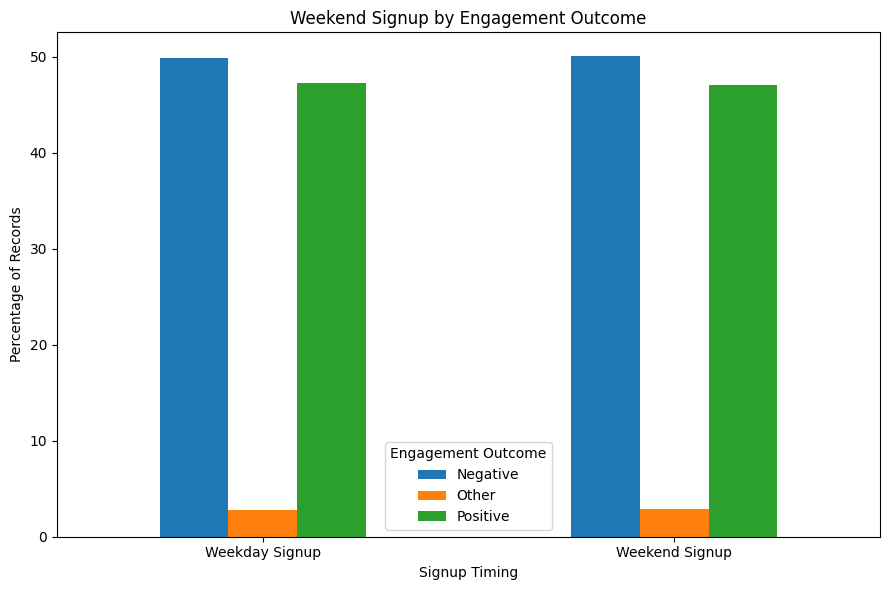 Weekend Signup by Engagement Outcome
Percentage of Records
50
40
30
20
10
0
Engagement Outcome
Negative
Other
Positive
Weekday Signup
Weekend Signup
Signup Timing